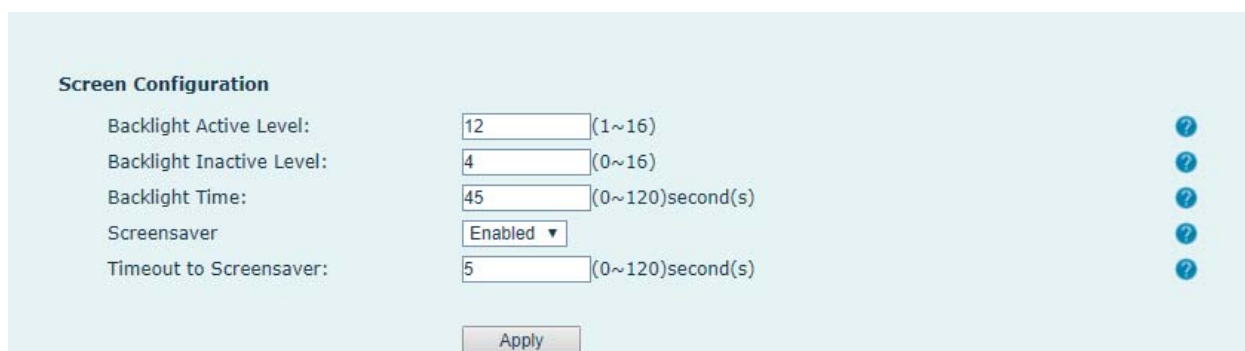 Screen Configuration
Backlight Active Level: 12 (1~16) ?
Backlight Inactive Level: 4 (0~16) ?
Backlight Time: 45 (0~120)second(s) ?
Screensaver Enabled ▼ ?
Timeout to Screensaver: 5 (0~120)second(s) ?
Apply